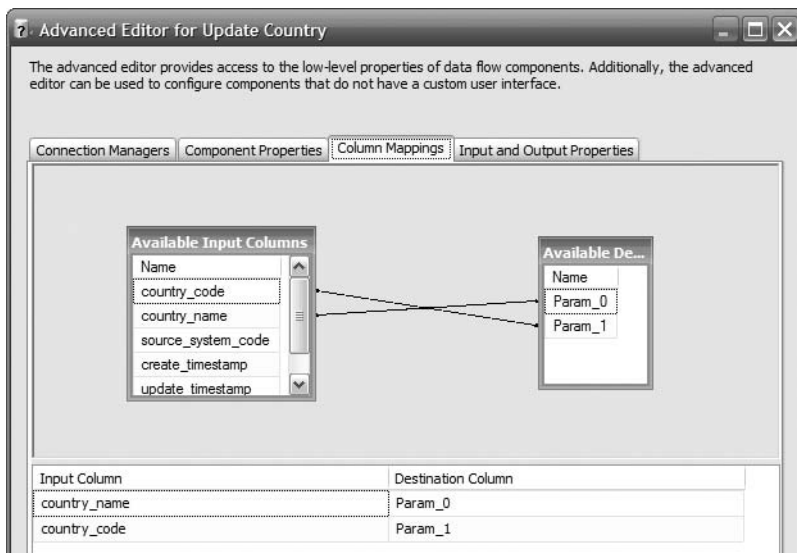 ? Advanced Editor for Update Country
The advanced editor provides access to the low-level properties of data flow components. Additionally, the advanced
editor can be used to configure components that do not have a custom user interface.
Connection Managers Component Properties Column Mappings Input and Output Properties
Available Input Columns
Name
country_code
country_name
source_system_code
create_timestamp
update_timestamp
Available De...
Name
Param_0
Param_1
Input Column Destination Column
country_name Param_0
country_code Param_1